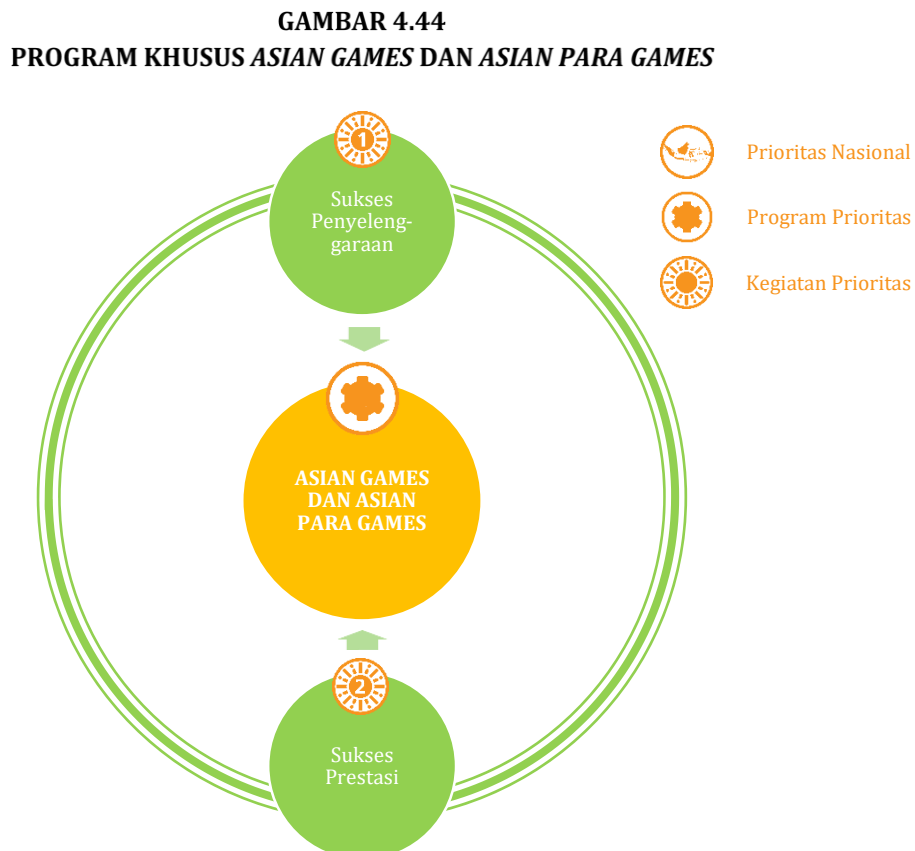 GAMBAR 4.44
PROGRAM KHUSUS ASIAN GAMES DAN ASIAN PARA GAMES
1
Sukses
Penyeleng-
garaan
Prioritas Nasional
Program Prioritas
Kegiatan Prioritas
ASIAN GAMES
DAN ASIAN
PARA GAMES
2
Sukses
Prestasi